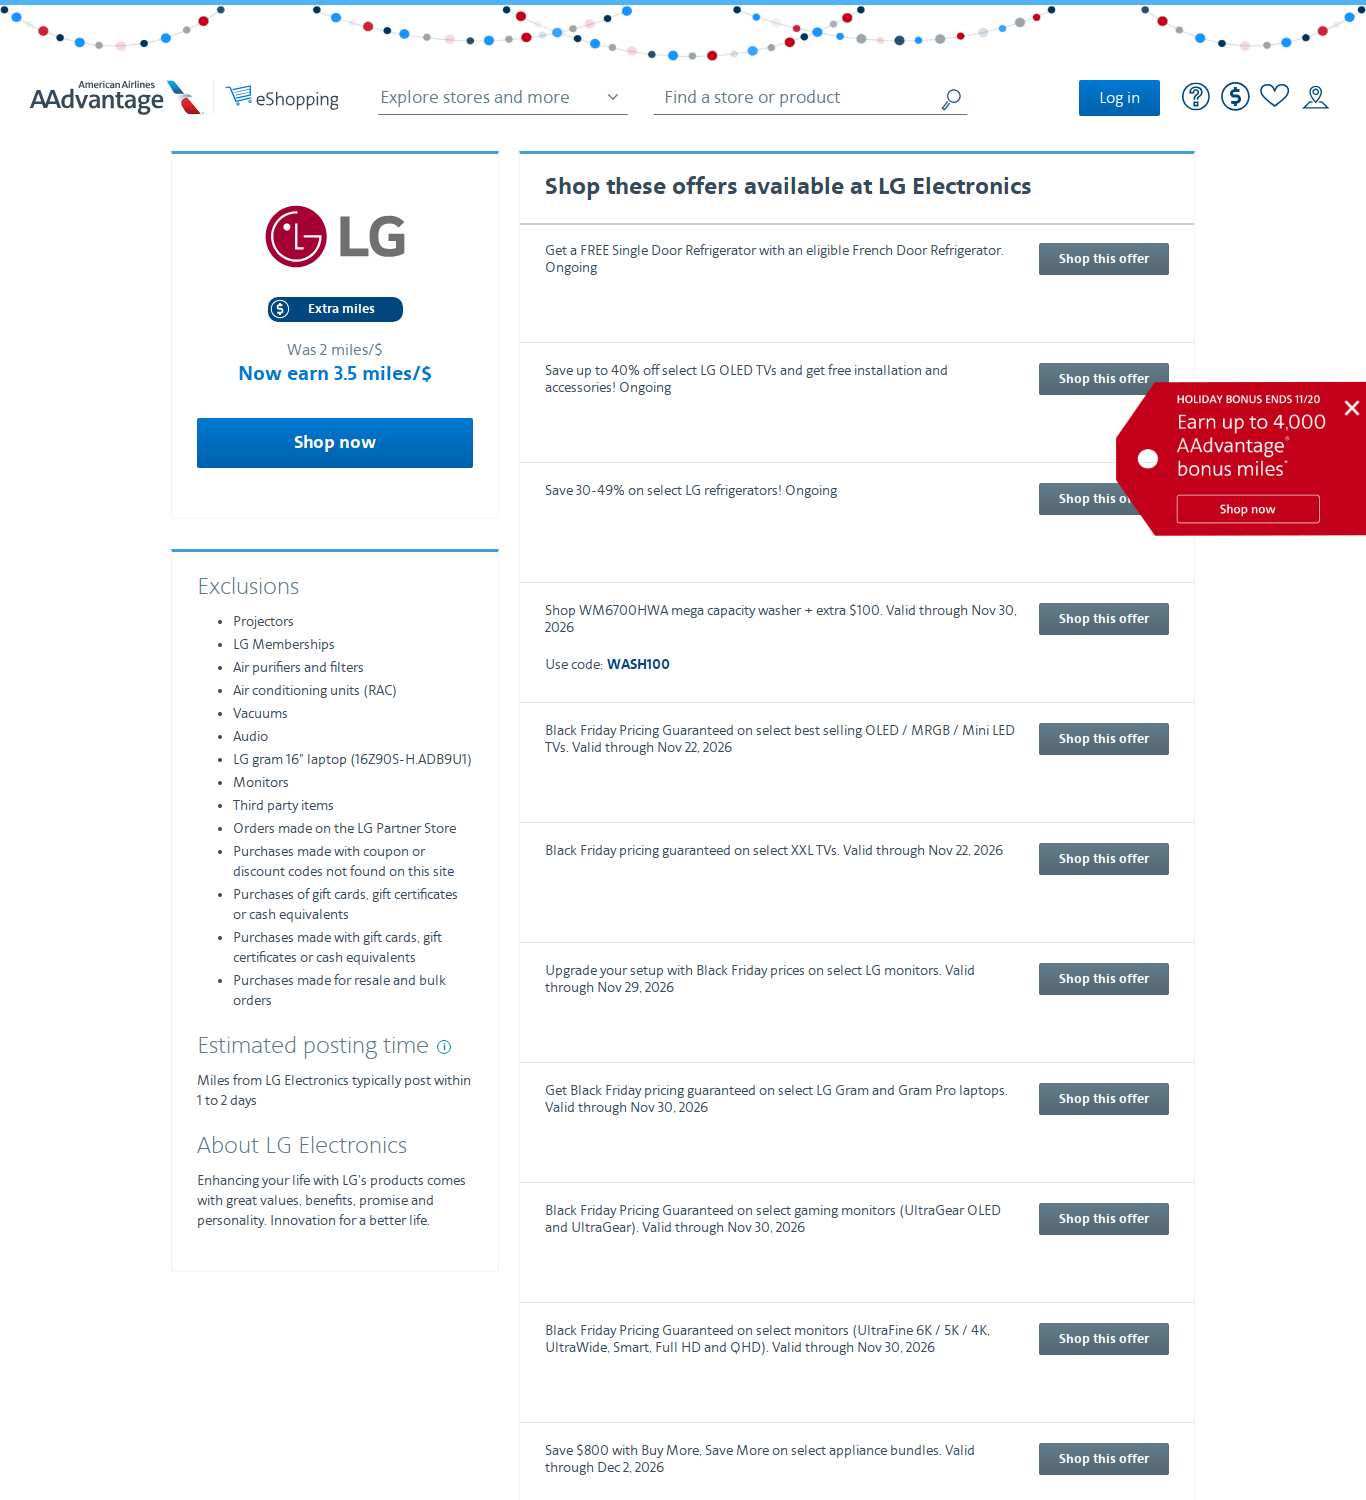 American Airlines
AAdvantage
eShopping
Explore stores and more
Find a store or product
Log in
LG
Extra miles
Was 2 miles/$
Now earn 3.5 miles/$
Shop now
Exclusions
• Projectors
• LG Memberships
• Air purifiers and filters
• Air conditioning units (RAC)
• Vacuums
• Audio
• LG gram 16" laptop (16Z90S-H.ADB9U1)
• Monitors
• Third party items
• Orders made on the LG Partner Store
• Purchases made with coupon or
discount codes not found on this site
• Purchases of gift cards, gift certificates
or cash equivalents
• Purchases made with gift cards, gift
certificates or cash equivalents
• Purchases made for resale and bulk
orders
Estimated posting time
Miles from LG Electronics typically post within
1 to 2 days
About LG Electronics
Enhancing your life with LG's products comes
with great values, benefits, promise and
personality. Innovation for a better life.
Shop these offers available at LG Electronics
Get a FREE Single Door Refrigerator with an eligible French Door Refrigerator.
Ongoing
Shop this offer
Save up to 40% off select LG OLED TVs and get free installation and
accessories! Ongoing
Shop this offer
Save 30-49% on select LG refrigerators! Ongoing
Shop this o
HOLIDAY BONUS ENDS 11/20
Earn up to 4,000
AAdvantage®
bonus miles*
Shop now
Shop WM6700HWA mega capacity washer + extra $100. Valid through Nov 30,
2026
Use code: WASH100
Shop this offer
Black Friday Pricing Guaranteed on select best selling OLED / MRGB / Mini LED
TVs. Valid through Nov 22, 2026
Shop this offer
Black Friday pricing guaranteed on select XXL TVs. Valid through Nov 22, 2026
Shop this offer
Upgrade your setup with Black Friday prices on select LG monitors. Valid
through Nov 29, 2026
Shop this offer
Get Black Friday pricing guaranteed on select LG Gram and Gram Pro laptops.
Valid through Nov 30, 2026
Shop this offer
Black Friday Pricing Guaranteed on select gaming monitors (UltraGear OLED
and UltraGear). Valid through Nov 30, 2026
Shop this offer
Black Friday Pricing Guaranteed on select monitors (UltraFine 6K / 5K / 4K,
UltraWide, Smart, Full HD and QHD). Valid through Nov 30, 2026
Shop this offer
Save $800 with Buy More, Save More on select appliance bundles. Valid
through Dec 2, 2026
Shop this offer